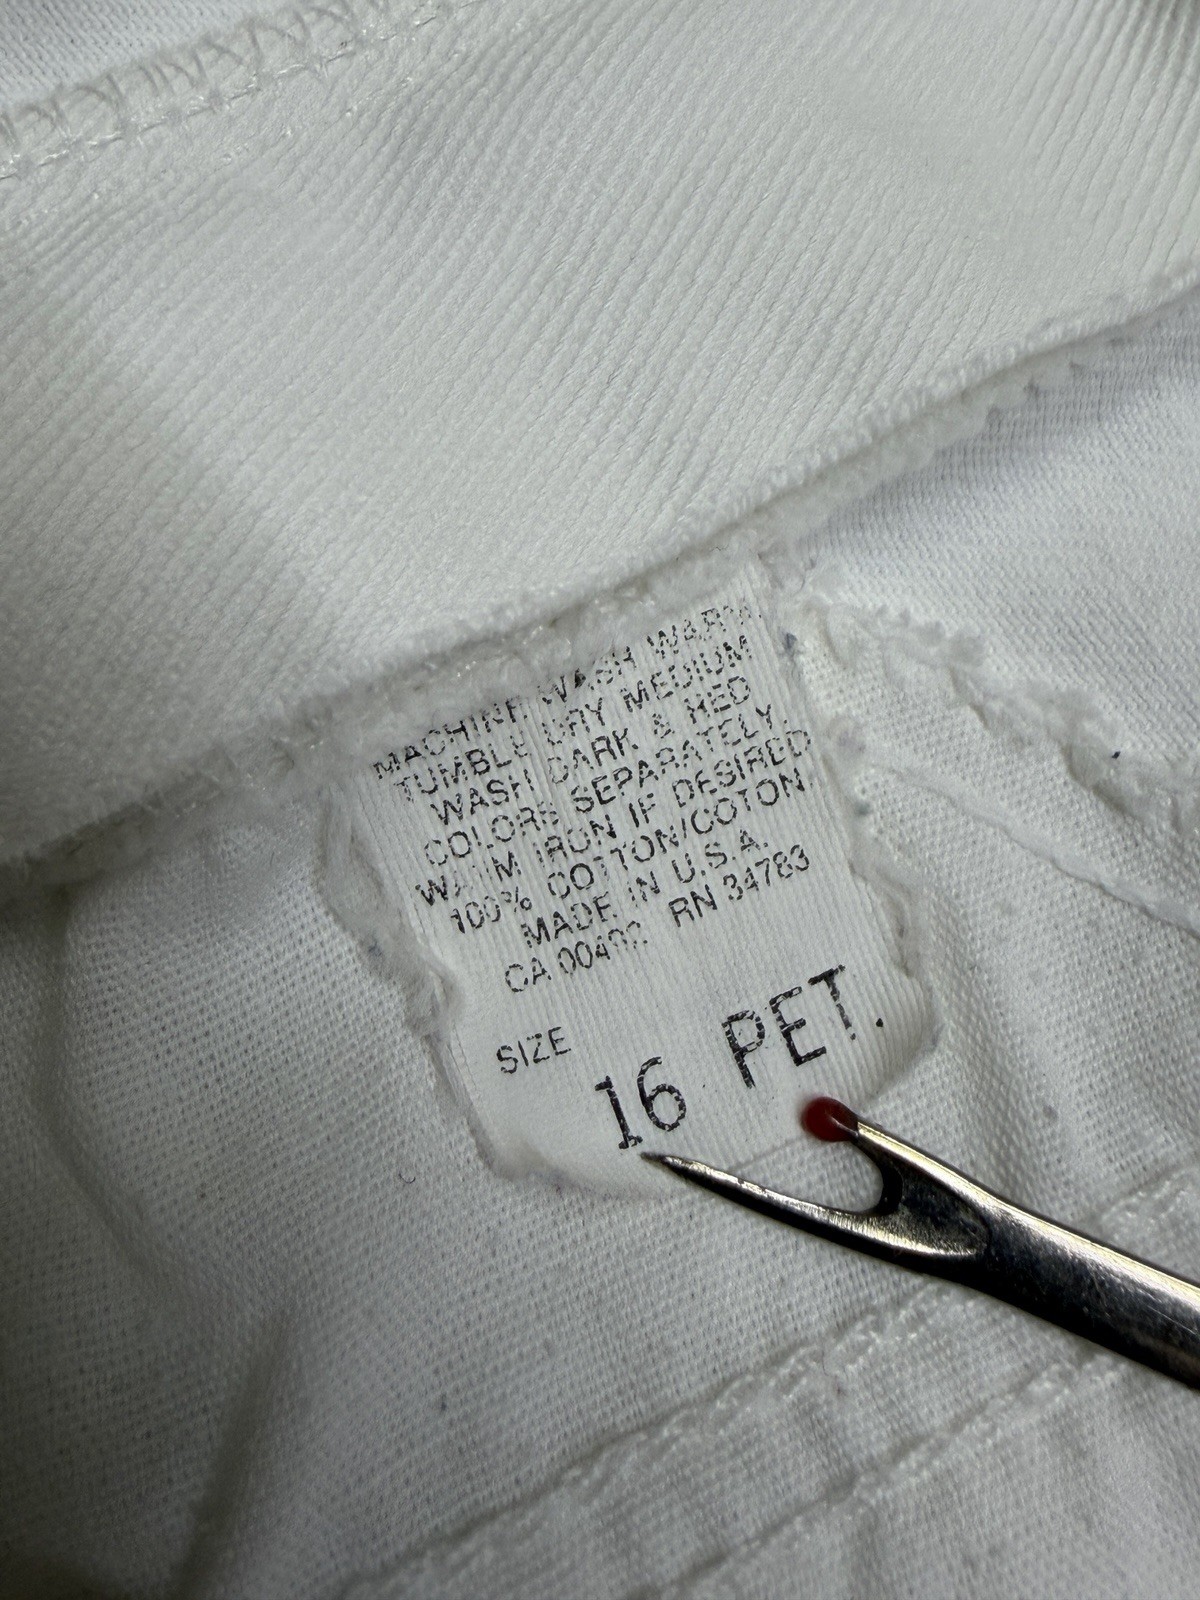 MACHINE WASH WARM,
TUMBLE DRY MEDIUM
WASH DARK & RED
COLORS SEPARATELY,
WARM IRON IF DESIRED
100% COTTON/COTON
MADE IN U.S.A.
CA RN 34783
SIZE
16 PET.